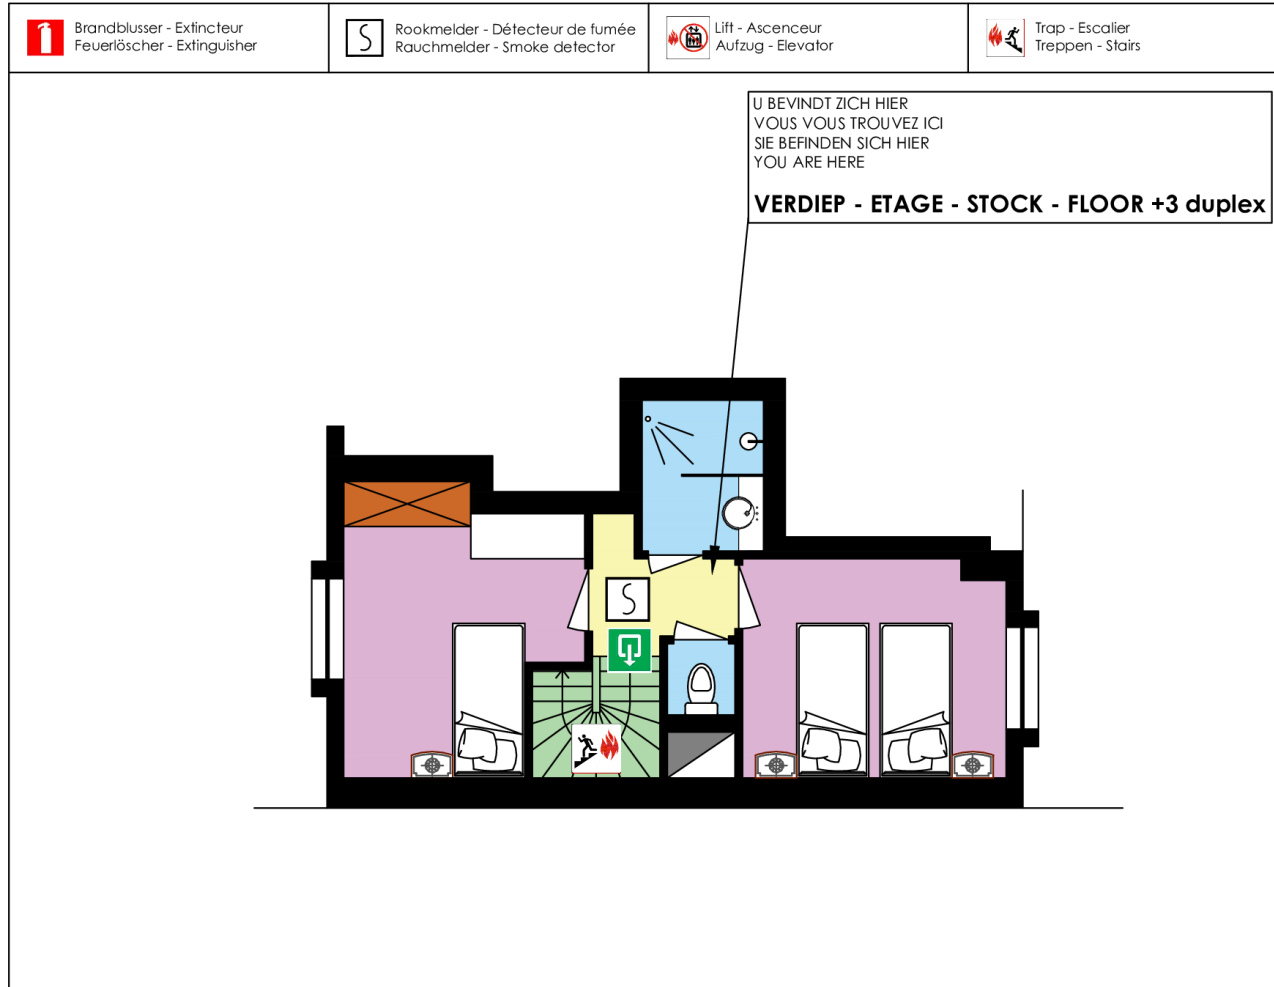 Brandblusser - Extincteur
Feuerlöscher - Extinguisher
S
Rookmelder - Détecteur de fumée
Rauchmelder - Smoke detector
Lift - Ascenceur
Aufzug - Elevator
Trap - Escalier
Treppen - Stairs
U BEVINDT ZICH HIER
VOUS VOUS TROUVEZ ICI
SIE BEFINDEN SICH HIER
YOU ARE HERE
VERDIEP - ETAGE - STOCK - FLOOR +3 duplex
S